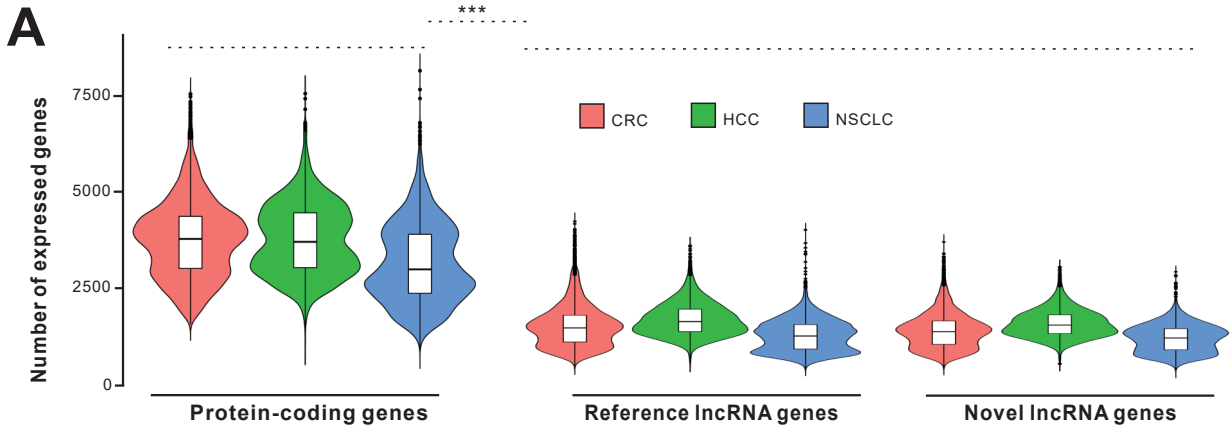 A
***
7500
5000
2500
0
Number of expressed genes
CRC
HCC
NSCLC
Protein-coding genes
Reference lncRNA genes
Novel lncRNA genes